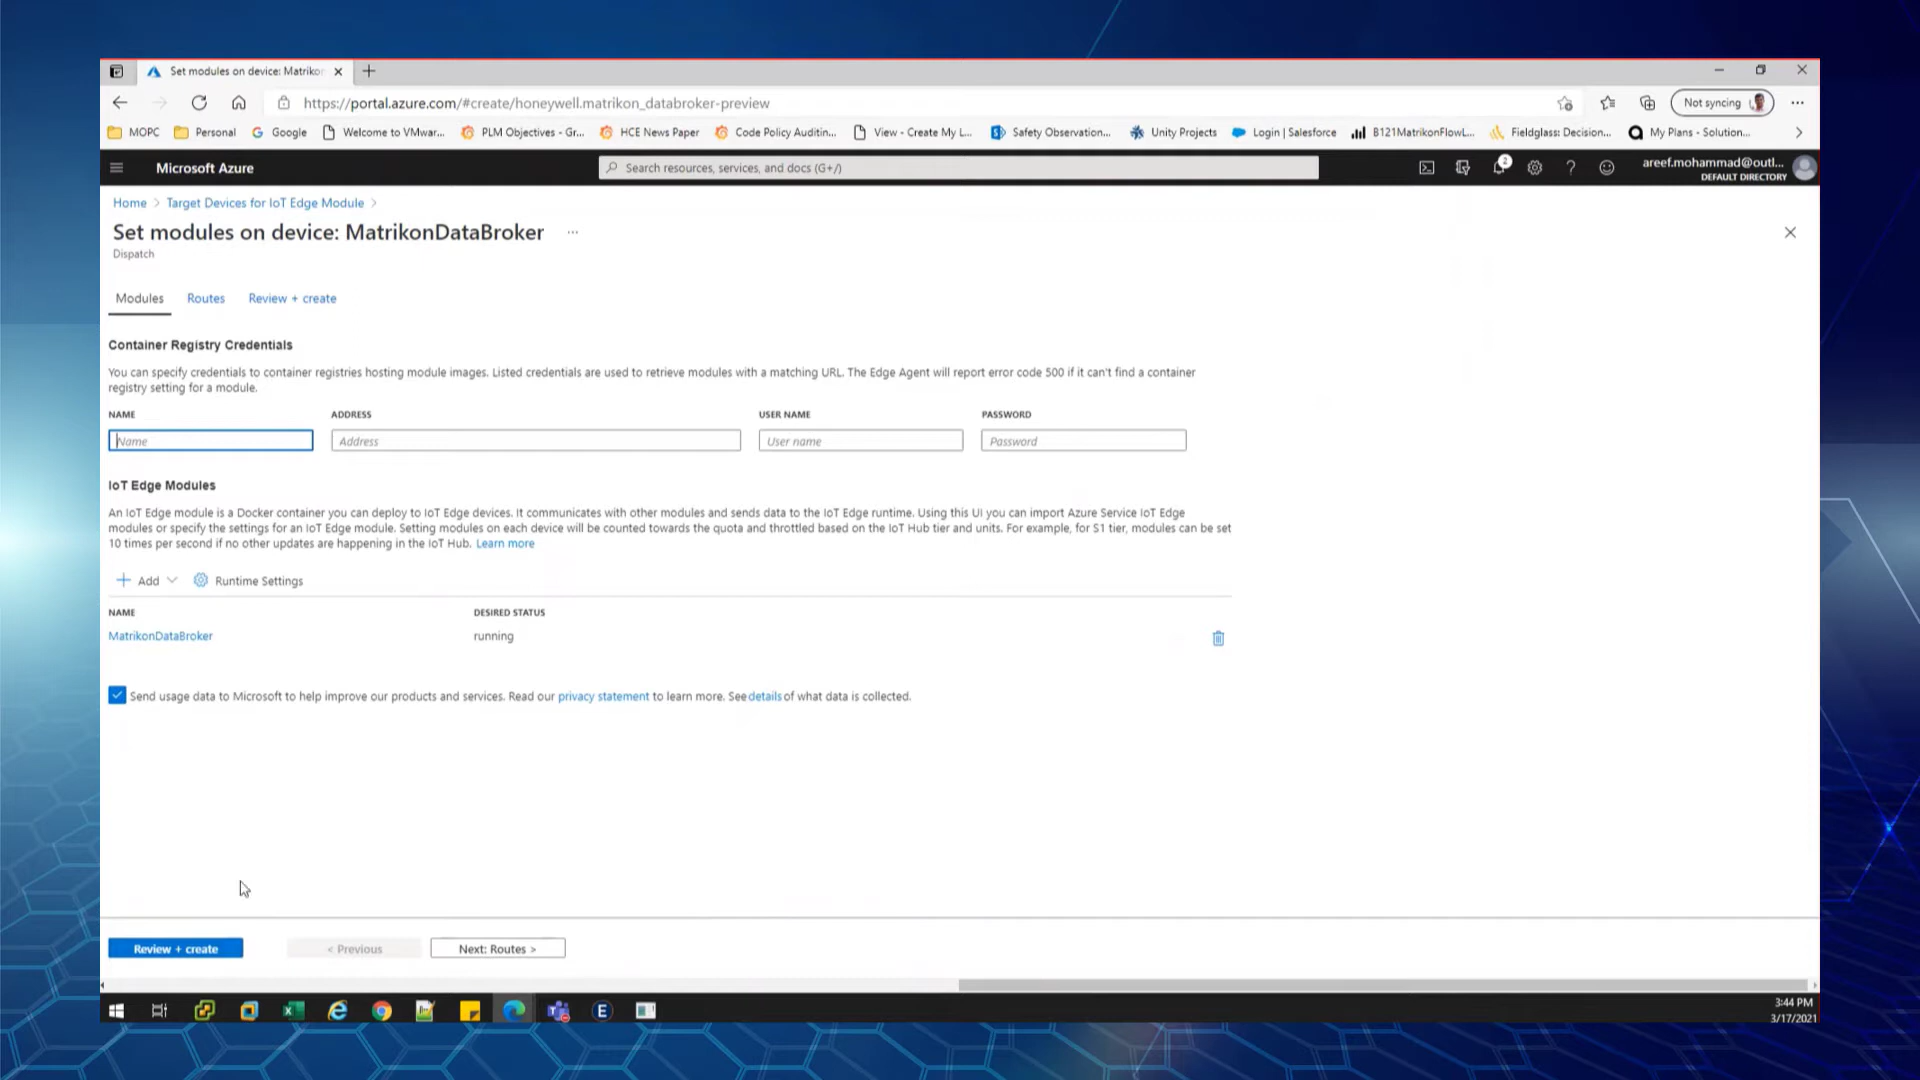 Set modules on device: Matriko
https://portal.azure.com/#create/honeywell.matrikon_databroker-preview
Not syncing
MOPC
Personal
Google
Welcome to VMwar...
PLM Objectives - Gr...
HCE News Paper
Code Policy Auditin...
View - Create My L...
Safety Observation...
Unity Projects
Login | Salesforce
B121MatrikonFlowL...
Fieldglass: Decision...
My Plans - Solution...
Microsoft Azure
Search resources, services, and docs (G+/)
2
areef.mohammad@outl...
DEFAULT DIRECTORY
Home > Target Devices for IoT Edge Module >
Set modules on device: MatrikonDataBroker ...
Dispatch
Modules
Routes
Review + create
Container Registry Credentials
You can specify credentials to container registries hosting module images. Listed credentials are used to retrieve modules with a matching URL. The Edge Agent will report error code 500 if it can't find a container
registry setting for a module.
NAME ADDRESS USER NAME PASSWORD
Name Address User name Password
IoT Edge Modules
An IoT Edge module is a Docker container you can deploy to IoT Edge devices. It communicates with other modules and sends data to the IoT Edge runtime. Using this UI you can import Azure Service IoT Edge
modules or specify the settings for an IoT Edge module. Setting modules on each device will be counted towards the quota and throttled based on the IoT Hub tier and units. For example, for S1 tier, modules can be set
10 times per second if no other updates are happening in the IoT Hub. Learn more
+ Add
Runtime Settings
NAME DESIRED STATUS
MatrikonDataBroker running
Send usage data to Microsoft to help improve our products and services. Read our privacy statement to learn more. See details of what data is collected.
Review + create
< Previous
Next: Routes >
3:44 PM
3/17/2021